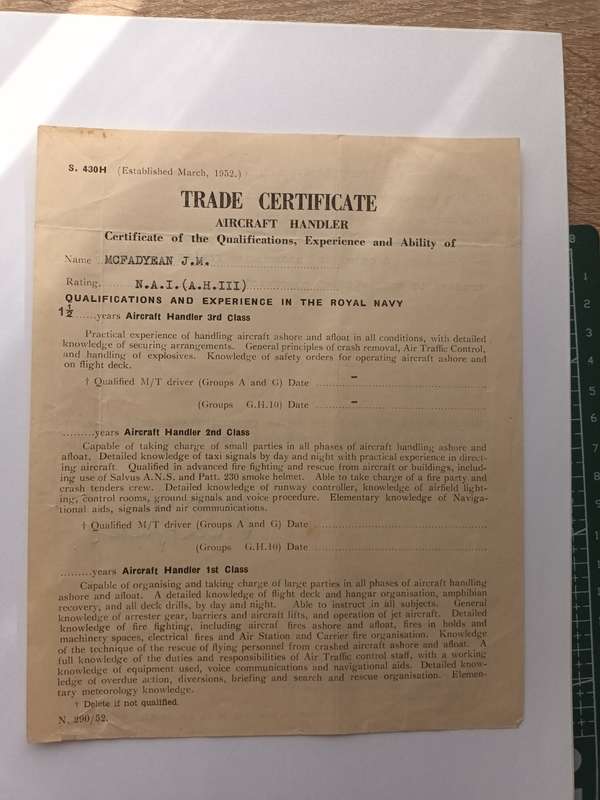 S. 430H (Established March, 1952.)
TRADE CERTIFICATE
AIRCRAFT HANDLER
Certificate of the Qualifications, Experience and Ability of
Name MCFADYEAN J.M.
Rating. N.A.I.(A.H.III)
QUALIFICATIONS AND EXPERIENCE IN THE ROYAL NAVY
1½ ......years Aircraft Handler 3rd Class
Practical experience of handling aircraft ashore and afloat in all conditions, with detailed
knowledge of securing arrangements. General principles of crash removal, Air Traffic Control,
and handling of explosives. Knowledge of safety orders for operating aircraft ashore and
on flight deck.
† Qualified M/T driver (Groups A and G) Date ........ -
(Groups G.H.10) Date ........ -
.........years Aircraft Handler 2nd Class
Capable of taking charge of small parties in all phases of aircraft handling ashore and
afloat. Detailed knowledge of taxi signals by day and night with practical experience in direct-
ing aircraft. Qualified in advanced fire fighting and rescue from aircraft or buildings, includ-
ing use of Salvus A.N.S. and Patt. 230 smoke helmet. Able to take charge of a fire party and
crash tenders crew. Detailed knowledge of runway controller, knowledge of airfield light-
ing, control rooms, ground signals and voice procedure. Elementary knowledge of Naviga-
tional aids, signals and air communications.
† Qualified M/T driver (Groups A and G) Date ........
(Groups G.H.10) Date ........
.........years Aircraft Handler 1st Class
Capable of organising and taking charge of large parties in all phases of aircraft handling
ashore and afloat. A detailed knowledge of flight deck and hangar organisation, amphibian
recovery, and all deck drills, by day and night. Able to instruct in all subjects. General
knowledge of arrester gear, barriers and aircraft lifts, and operation of jet aircraft. Detailed
knowledge of fire fighting, including aircraf fires ashore and afloat, fires in holds and
machinery spaces, electrical fires and Air Station and Carrier fire organisation. Knowledge
of the technique of the rescue of flying personnel from crashed aircraft ashore and afloat. A
full knowledge of the duties and responsibilities of Air Traffic control staff, with a working
knowledge of equipment used, voice communications and navigational aids. Detailed know-
ledge of overdue action, diversions, briefing and search and rescue organisation. Elemen-
tary meteorology knowledge.
† Delete if not qualified.
N. 290/52.
0
1
2
3
4
5
6